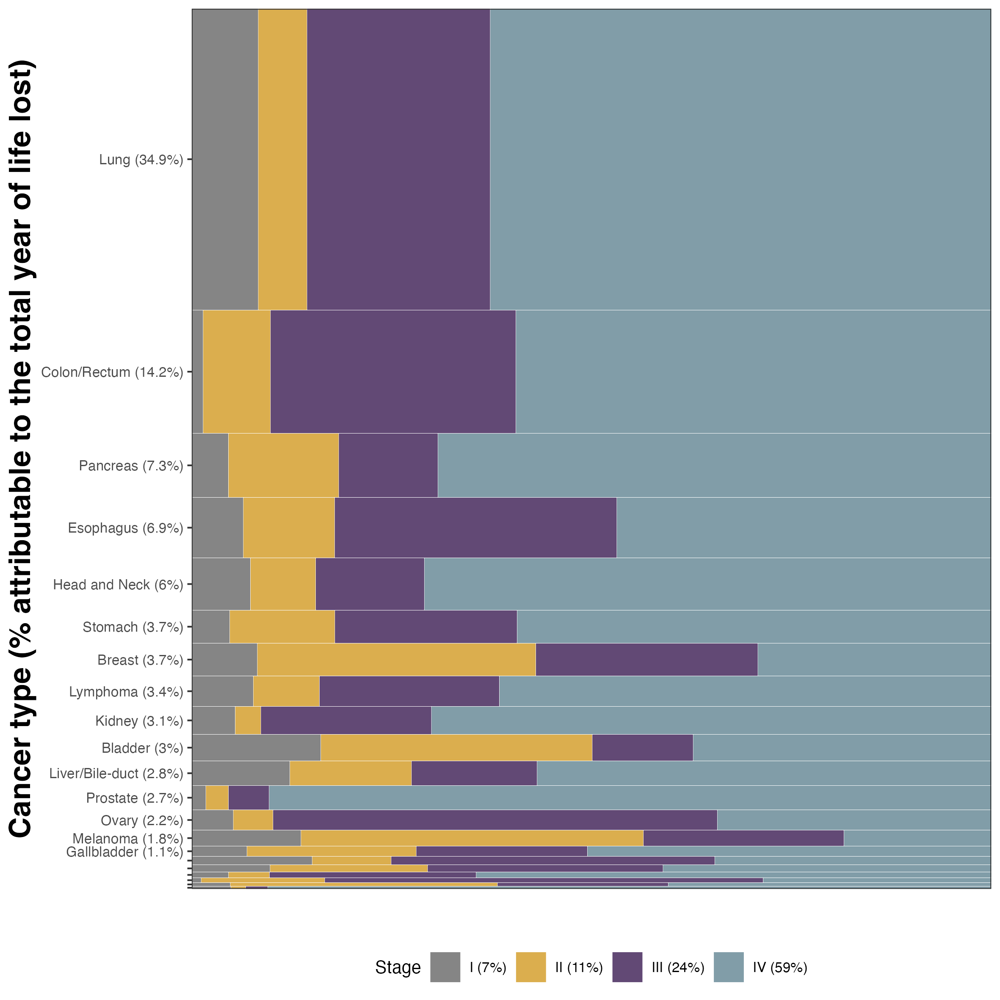 Cancer type (% attributable to the total year of life lost)
Lung (34.9%)
Colon/Rectum (14.2%)
Pancreas (7.3%)
Esophagus (6.9%)
Head and Neck (6%)
Stomach (3.7%)
Breast (3.7%)
Lymphoma (3.4%)
Kidney (3.1%)
Bladder (3%)
Liver/Bile-duct (2.8%)
Prostate (2.7%)
Ovary (2.2%)
Melanoma (1.8%)
Gallbladder (1.1%)
Stage I (7%) II (11%) III (24%) IV (59%)